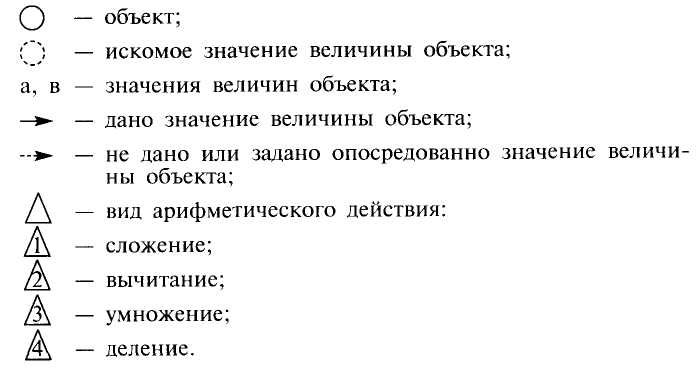 — объект;
— искомое значение величины объекта;
а, в — значения величин объекта;
— дано значение величины объекта;
— не дано или задано опосредованно значение величи-
ны объекта;
— вид арифметического действия:
1 — сложение;
2 — вычитание;
3 — умножение;
4 — деление.